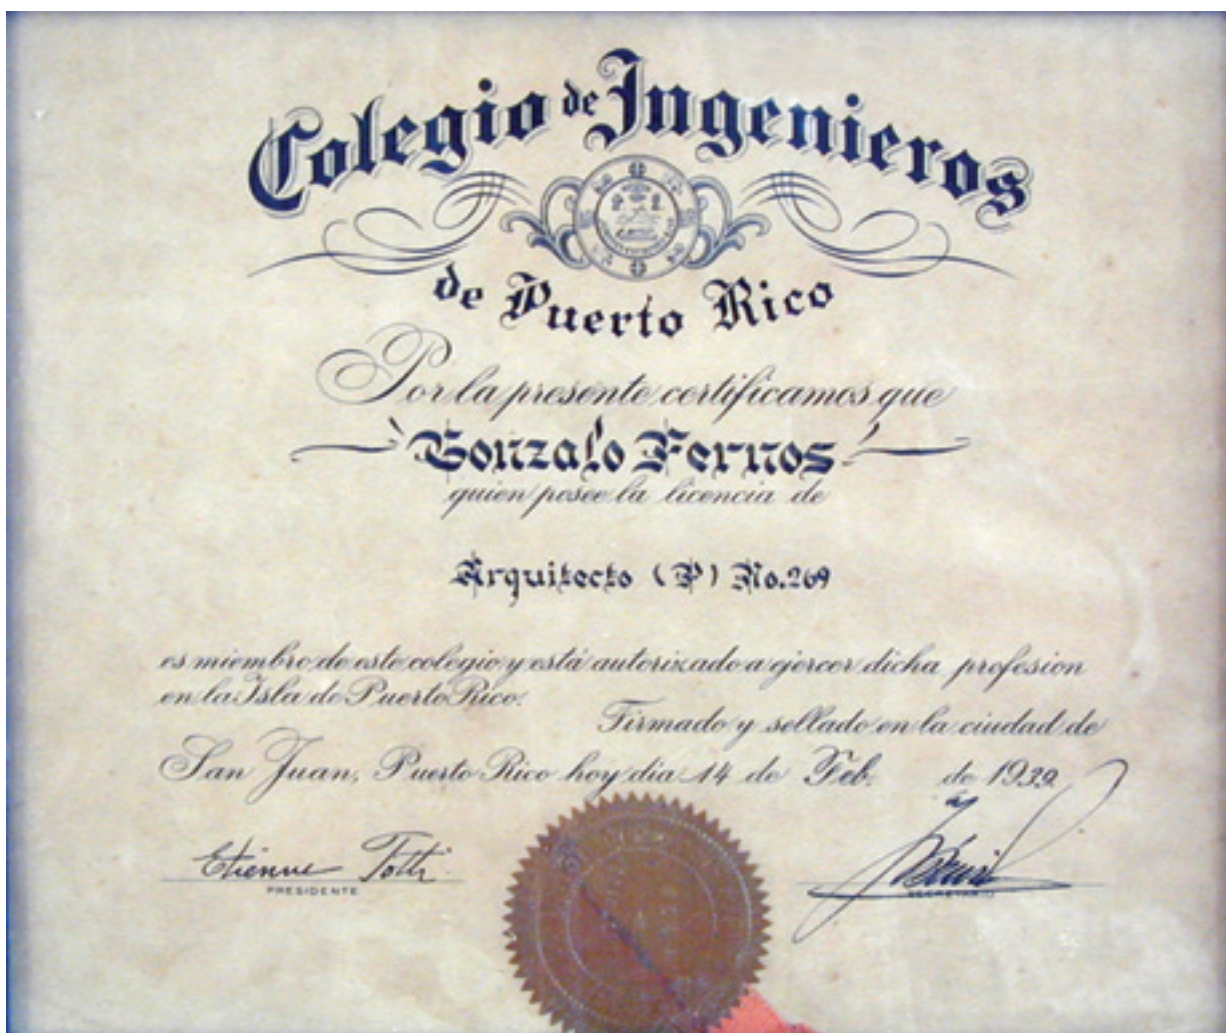 Colegio de Ingenieros
de Puerto Rico
Por la presente certificamos que
Gonzalo Fernos
quien posee la licencia de
Arquitecto (P) No. 269
es miembro de este colegio y está autorizado a ejercer dicha profesion
en la Isla de Puerto Rico.
Firmado y sellado en la ciudad de
San Juan, Puerto Rico hoy dia 14 de Feb. de 1939
Etienne Totti
PRESIDENTE
SECRETARIO